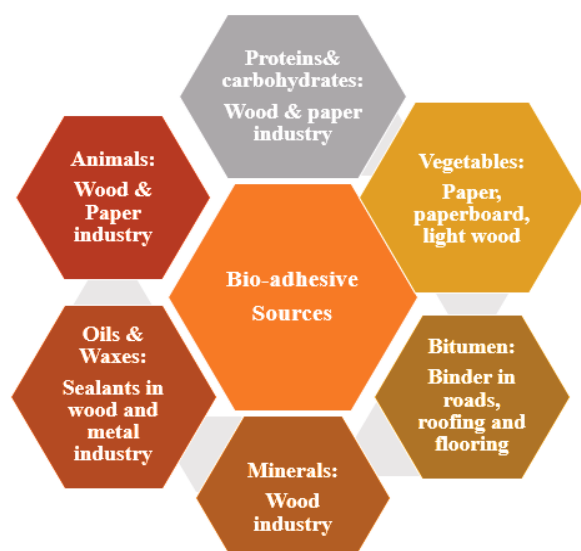 Proteins&
carbohydrates:
Wood & paper
industry
Vegetables:
Paper,
paperboard,
light wood
Bitumen:
Binder in
roads,
roofing and
flooring
Minerals:
Wood
industry
Oils &
Waxes:
Sealants in
wood and
metal
industry
Animals:
Wood &
Paper
industry
Bio-adhesive
Sources